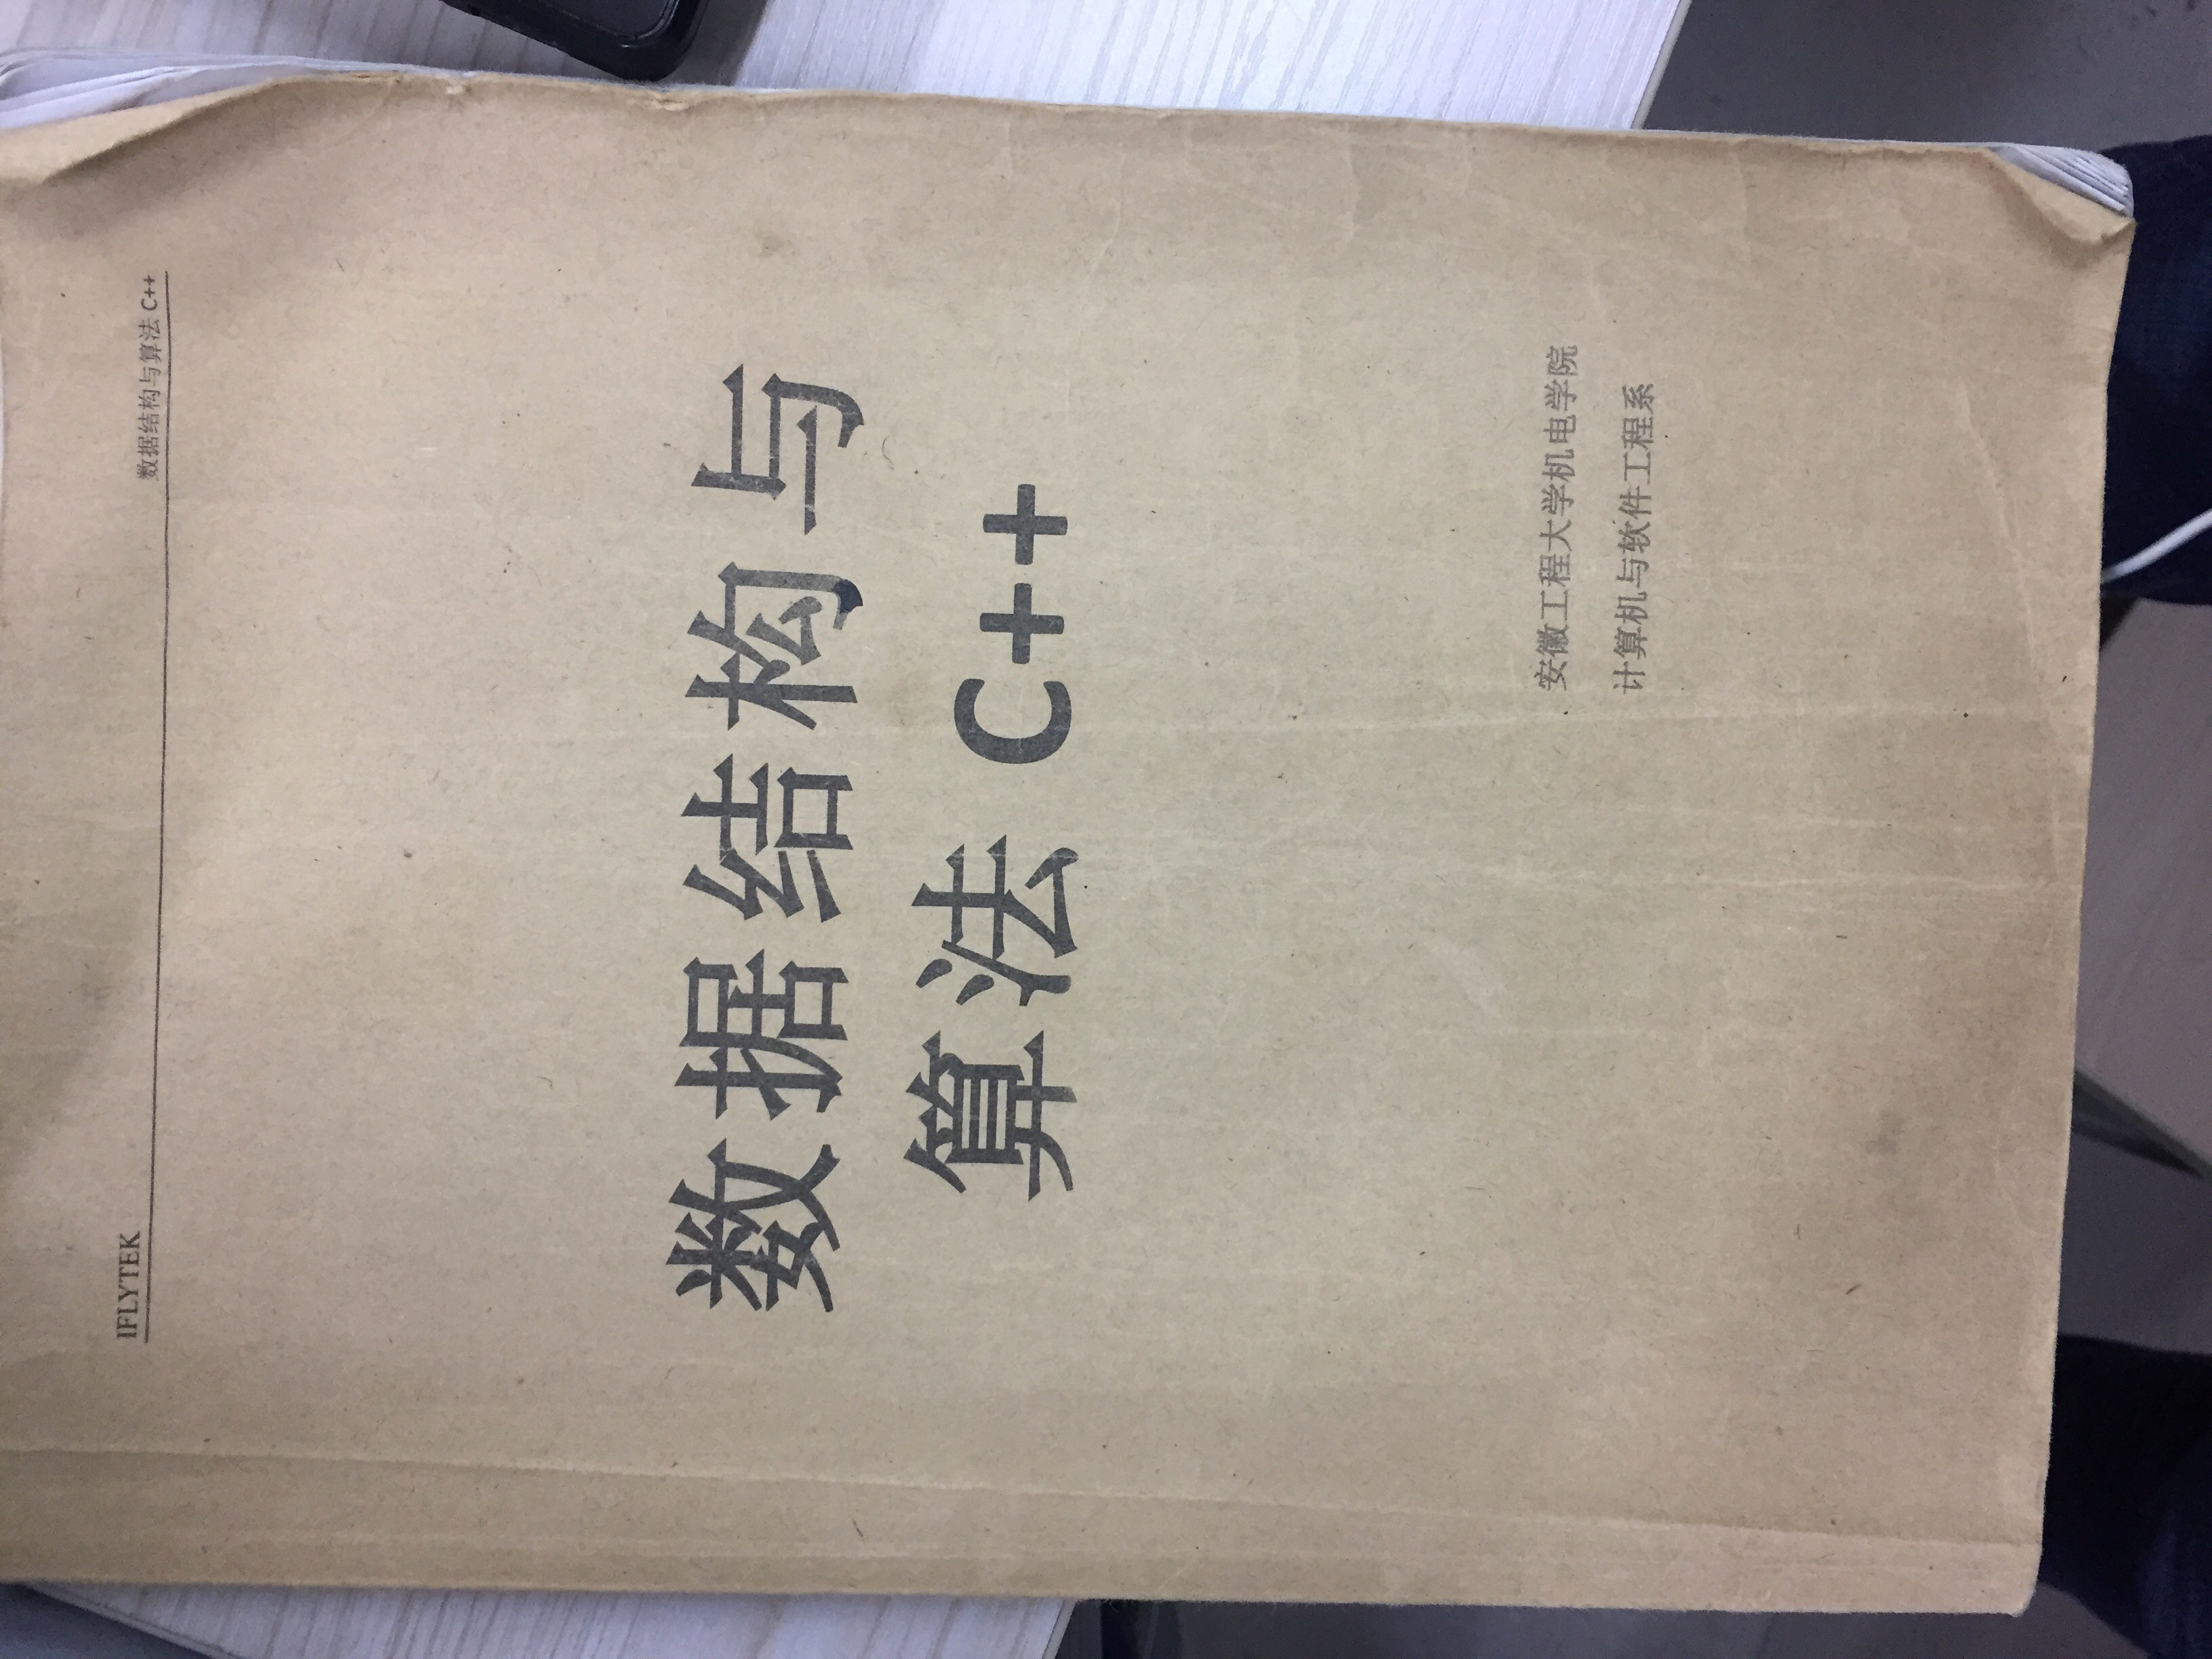 IFLYTEK
数据结构与算法 C++
数据结构与
算法 C++
安徽工程大学机电学院
计算机与软件工程系